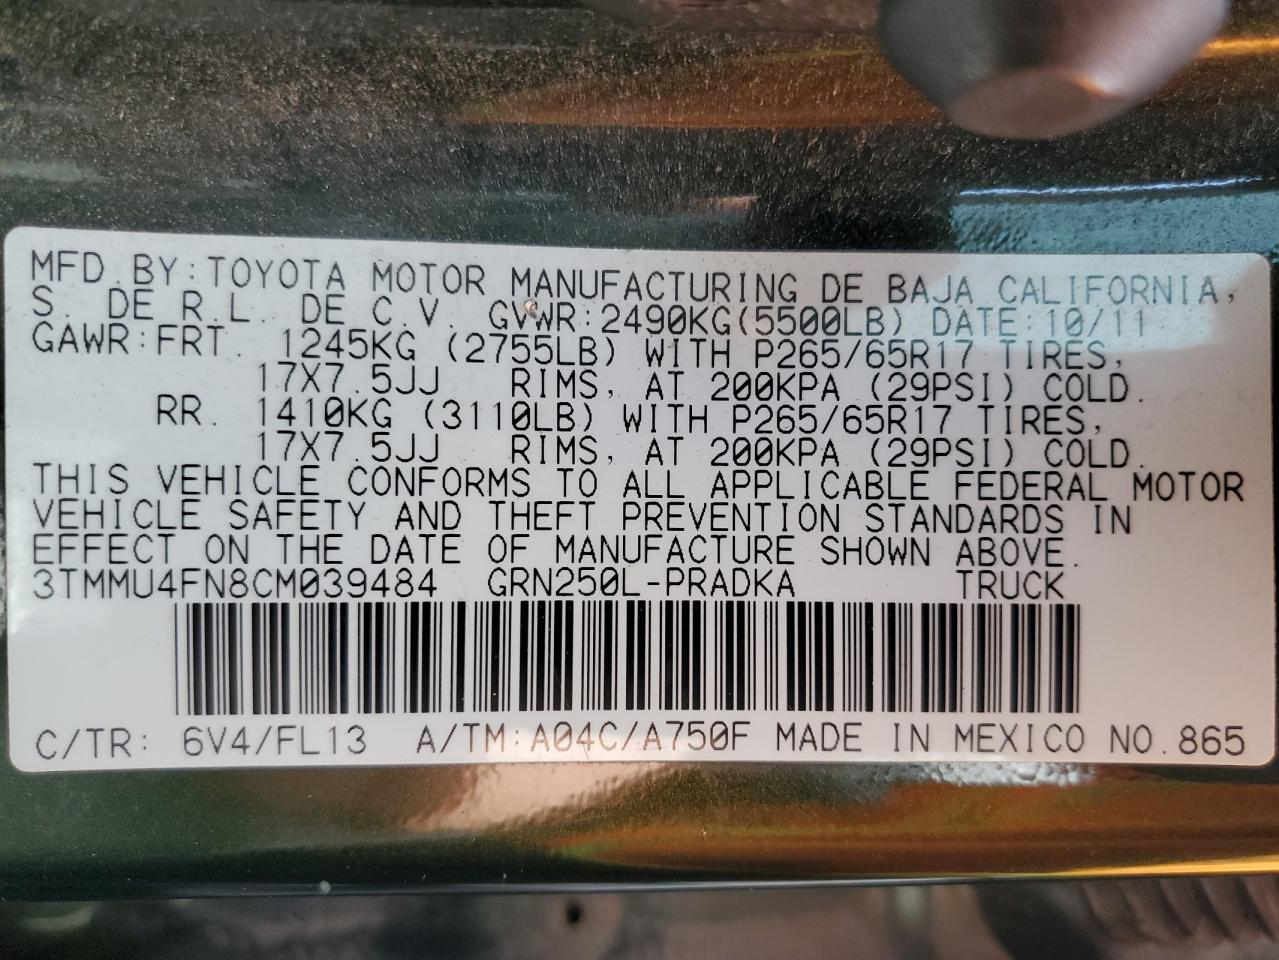 MFD.BY:TOYOTA MOTOR MANUFACTURING DE BAJA CALIFORNIA,
S. DE R.L. DE C.V. GVWR:2490KG(5500LB) DATE:10/11
GAWR:FRT. 1245KG (2755LB) WITH P265/65R17 TIRES,
17X7.5JJ RIMS, AT 200KPA (29PSI) COLD.
RR. 1410KG (3110LB) WITH P265/65R17 TIRES,
17X7.5JJ RIMS, AT 200KPA (29PSI) COLD.
THIS VEHICLE CONFORMS TO ALL APPLICABLE FEDERAL MOTOR
VEHICLE SAFETY AND THEFT PREVENTION STANDARDS IN
EFFECT ON THE DATE OF MANUFACTURE SHOWN ABOVE.
3TMMU4FN8CM039484 GRN250L-PRADKA TRUCK
C/TR: 6V4/FL13 A/TM:A04C/A750F MADE IN MEXICO NO.865